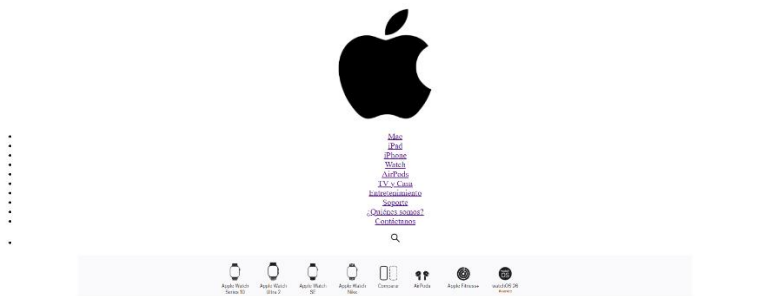 Mac
iPad
iPhone
Watch
AirPods
TV y Casa
Entretenimiento
Soporte
¿Quiénes somos?
Contáctanos
Apple Watch
Series 10
Apple Watch
Ultra 2
Apple Watch
SE
Apple Watch
Nike
Comparar
AirPods
Apple Fitness+
watchOS 26